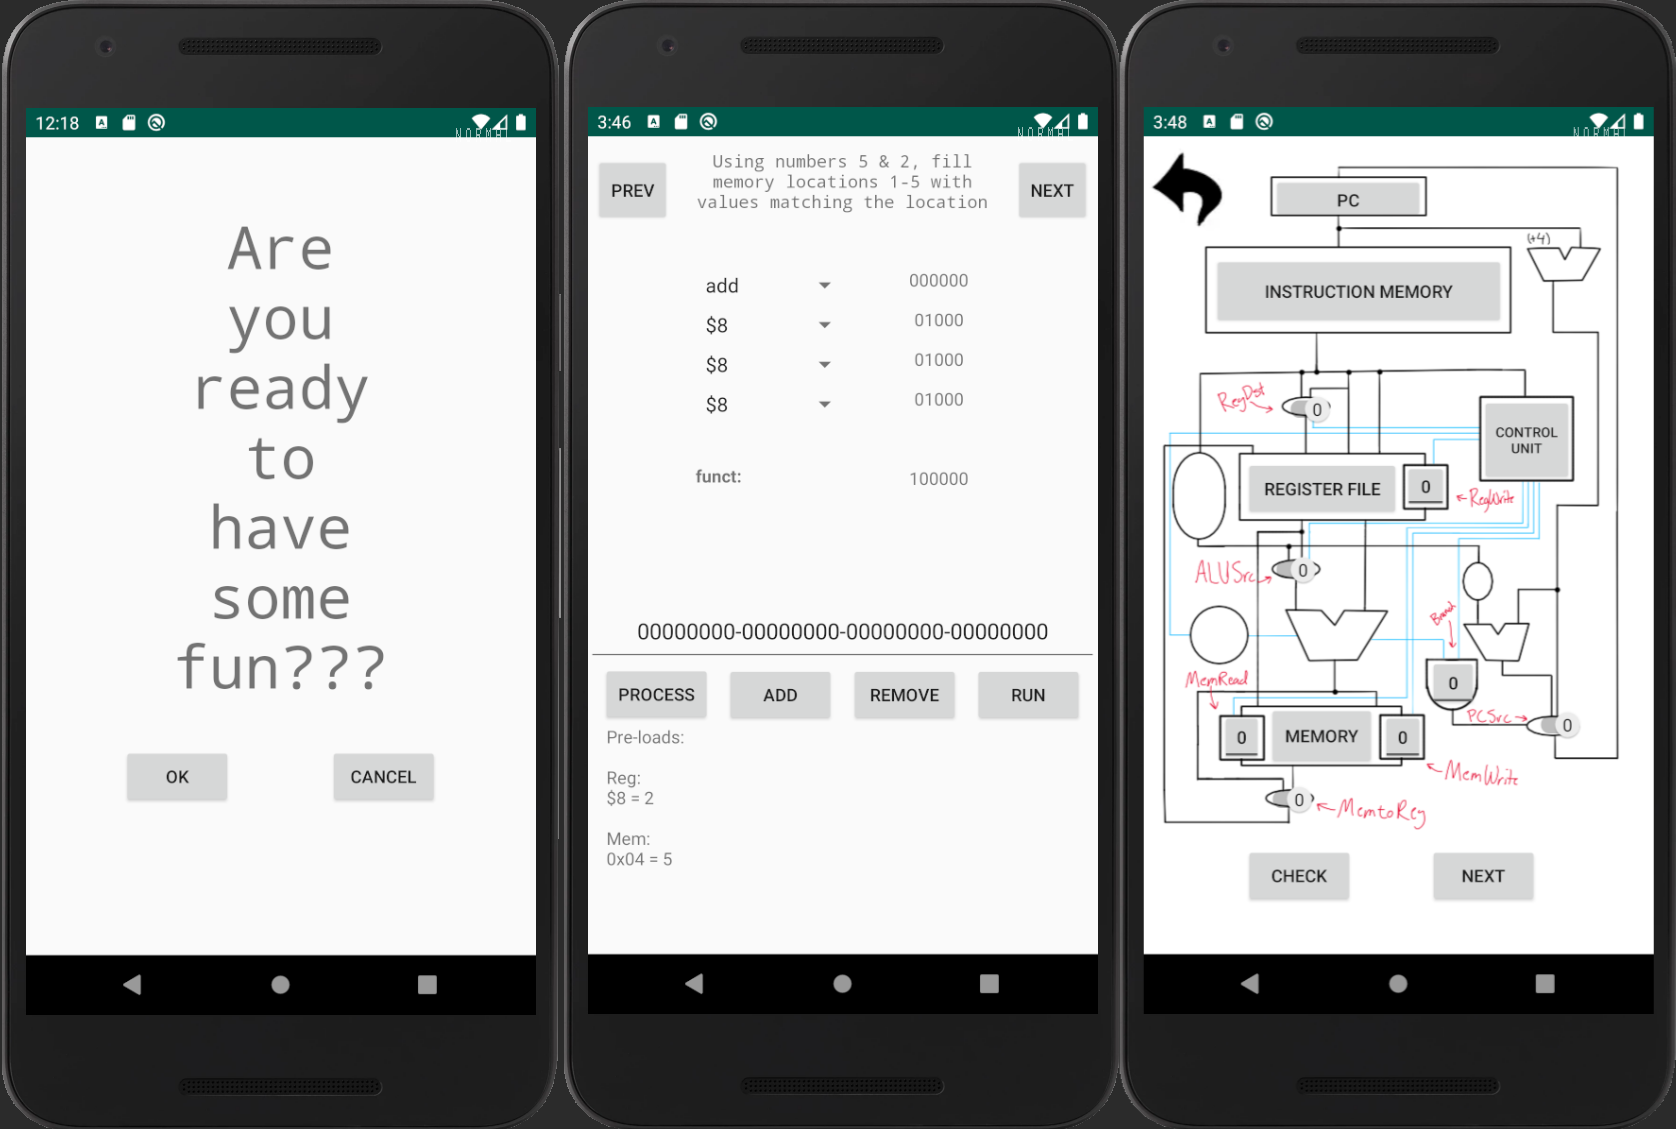 12:18
NORMAL
Are
you
ready
to
have
some
fun???
OK
CANCEL
3:46
NORMAL
PREV
Using numbers 5 & 2, fill
memory locations 1-5 with
values matching the location
NEXT
add
000000
$8
01000
$8
01000
$8
01000
funct:
100000
00000000-00000000-00000000-00000000
PROCESS
ADD
REMOVE
RUN
Pre-loads:
Reg:
$8 = 2
Mem:
0x04 = 5
3:48
NORMAL
PC
(+4)
INSTRUCTION MEMORY
RegDst
0
CONTROL
UNIT
REGISTER FILE
0
RegWrite
ALUSrc
0
Branch
MemRead
0
PCSrc
0
0
MEMORY
0
MemWrite
0
MemtoReg
CHECK
NEXT